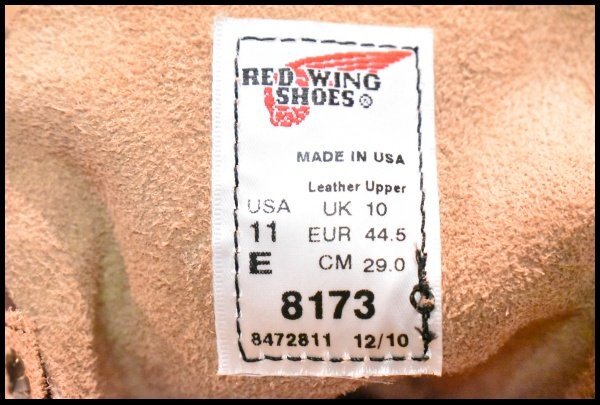 RED WING
SHOES®
MADE IN USA
Leather Upper
USA UK 10
11 EUR 44.5
E CM 29.0
8173
8472811 12/10